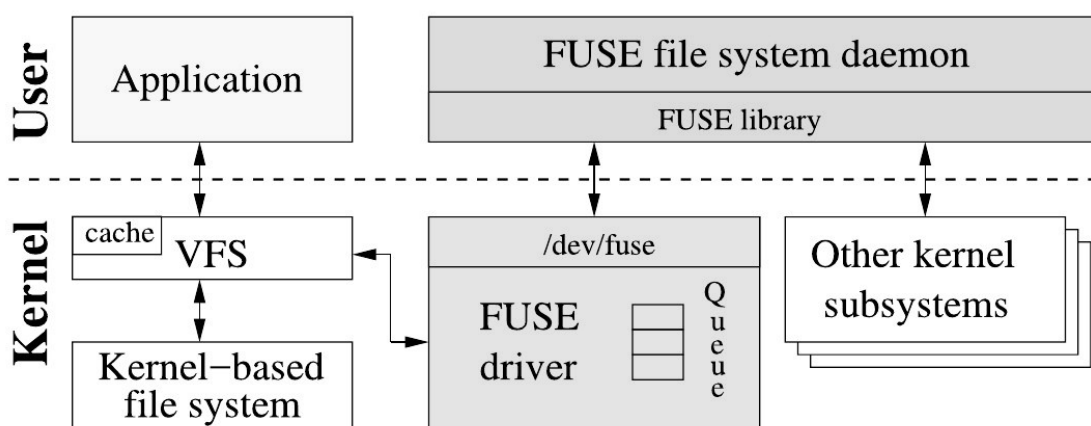 User
Application
FUSE file system daemon
FUSE library
Kernel
cache
VFS
Kernel–based
file system
/dev/fuse
FUSE
driver
Queue
Other kernel
subsystems